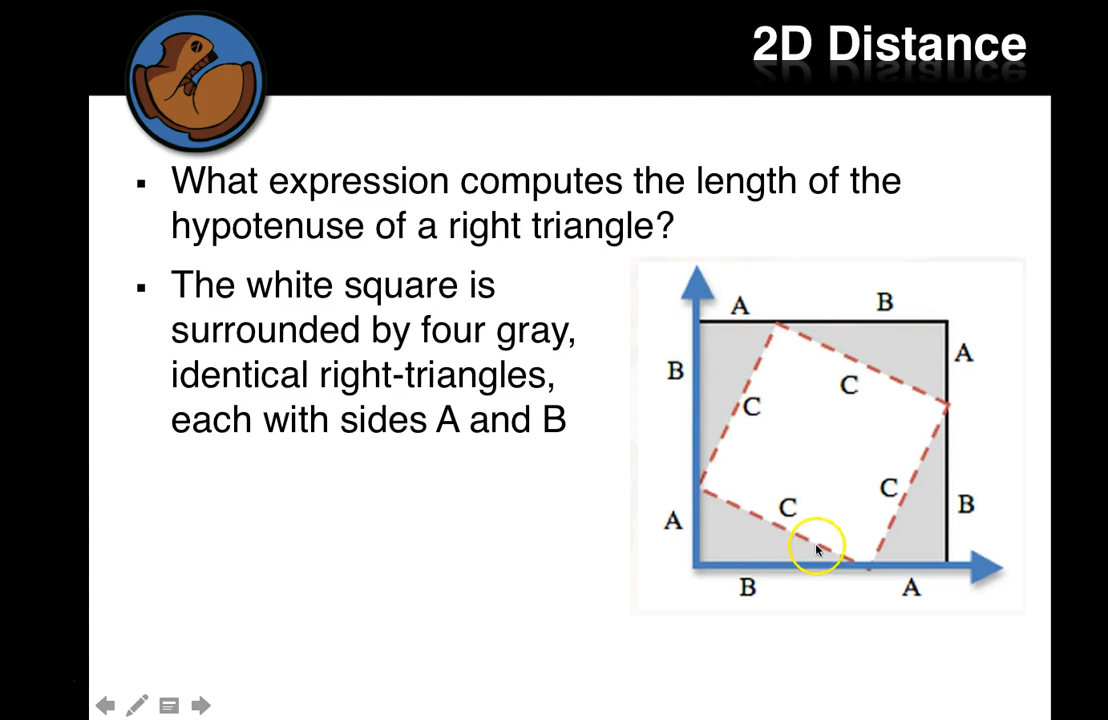 2D Distance
▪ What expression computes the length of the
hypotenuse of a right triangle?
▪ The white square is
surrounded by four gray,
identical right-triangles,
each with sides A and B
A
B
B
A
C
C
C
C
A
B
B
A